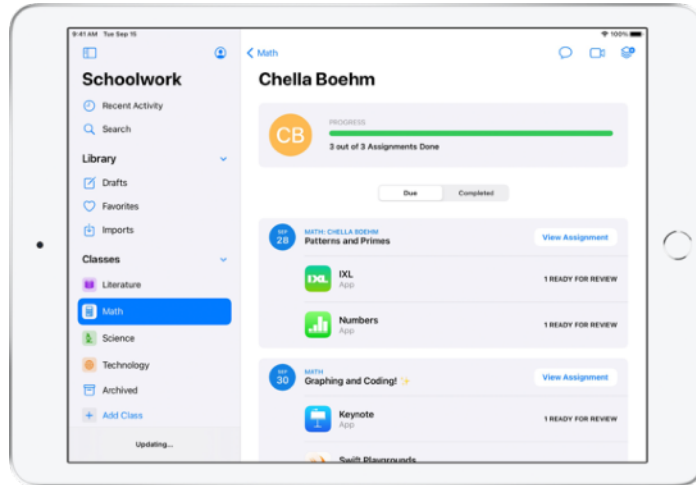 9:41 AM Tue Sep 15
100%
Schoolwork
Recent Activity
Search
Library
Drafts
Favorites
Imports
Classes
Literature
Math
Science
Technology
Archived
Add Class
Updating...
Math
Chella Boehm
CB
PROGRESS
3 out of 3 Assignments Done
Due Completed
SEP
28
MATH: CHELLA BOEHM
Patterns and Primes
View Assignment
IXL
IXL
App
1 READY FOR REVIEW
Numbers
App
1 READY FOR REVIEW
SEP
30
MATH
Graphing and Coding! ✨
View Assignment
Keynote
App
1 READY FOR REVIEW
Swift Playgrounds